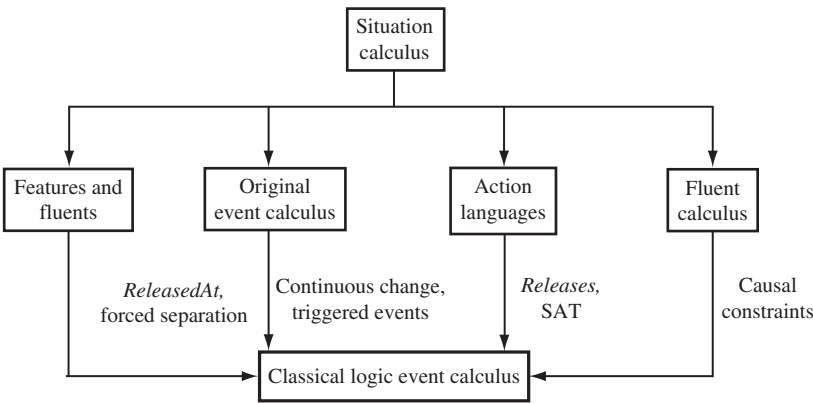 Situation
calculus
Features and
fluents
Original
event calculus
Action
languages
Fluent
calculus
ReleasedAt,
forced separation
Continuous change,
triggered events
Releases,
SAT
Causal
constraints
Classical logic event calculus